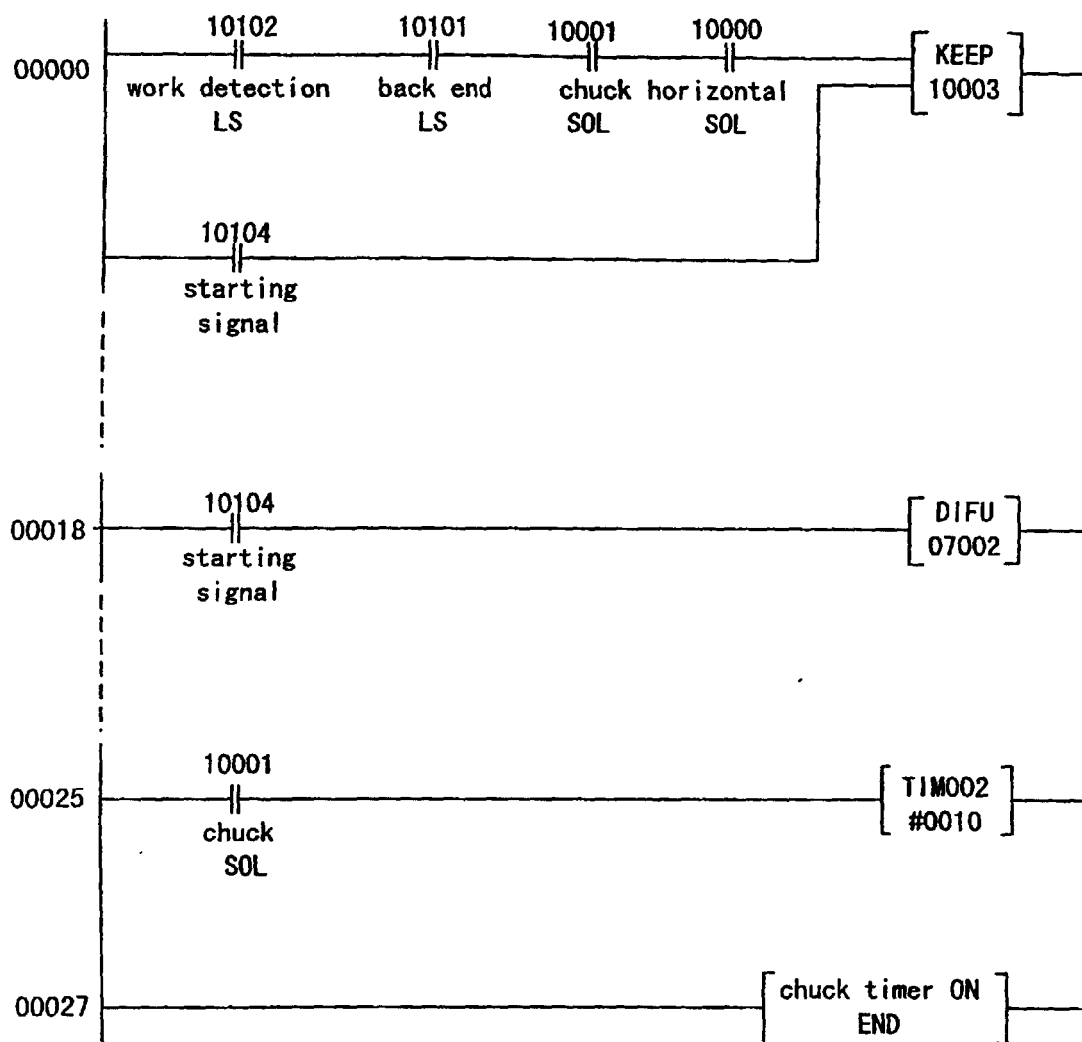 10102 10101 10001 10000
00000
work detection LS
back end LS
chuck SOL
horizontal SOL
KEEP
10003
10104
starting
signal
00018
10104
starting
signal
DIFU
07002
00025
10001
chuck
SOL
TIM002
#0010
00027
chuck timer ON
END